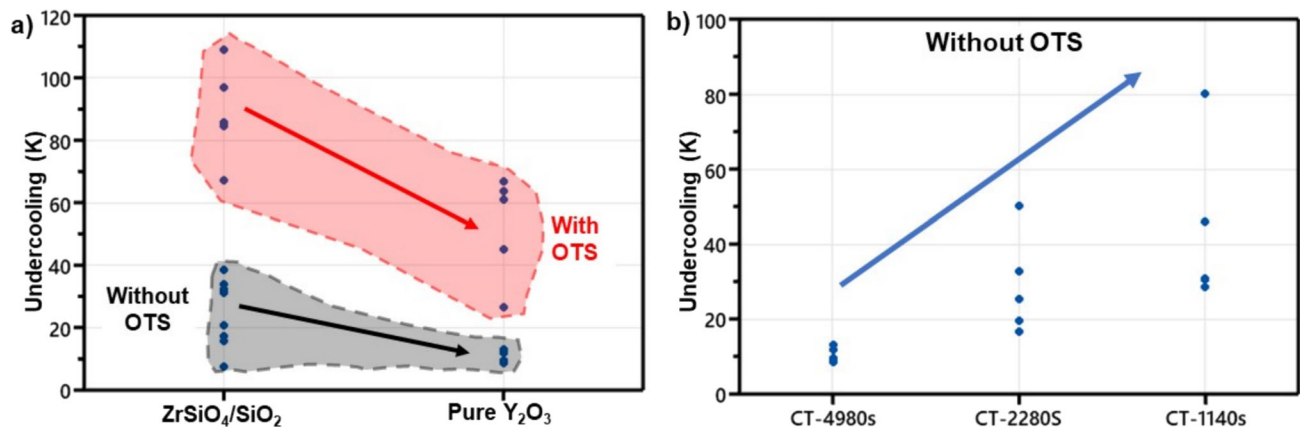 a)
Undercooling (K)
120
100
80
60
40
20
0
With
OTS
Without
OTS
ZrSiO₄/SiO₂
Pure Y₂O₃
b)
Without OTS
Undercooling (K)
100
80
60
40
20
0
CT-4980s
CT-2280S
CT-1140s